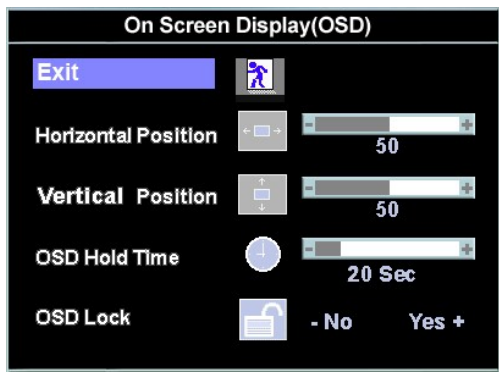 On Screen Display(OSD)
Exit
Horizontal Position - +
50
Vertical Position - +
50
OSD Hold Time - +
20 Sec
OSD Lock - No Yes +